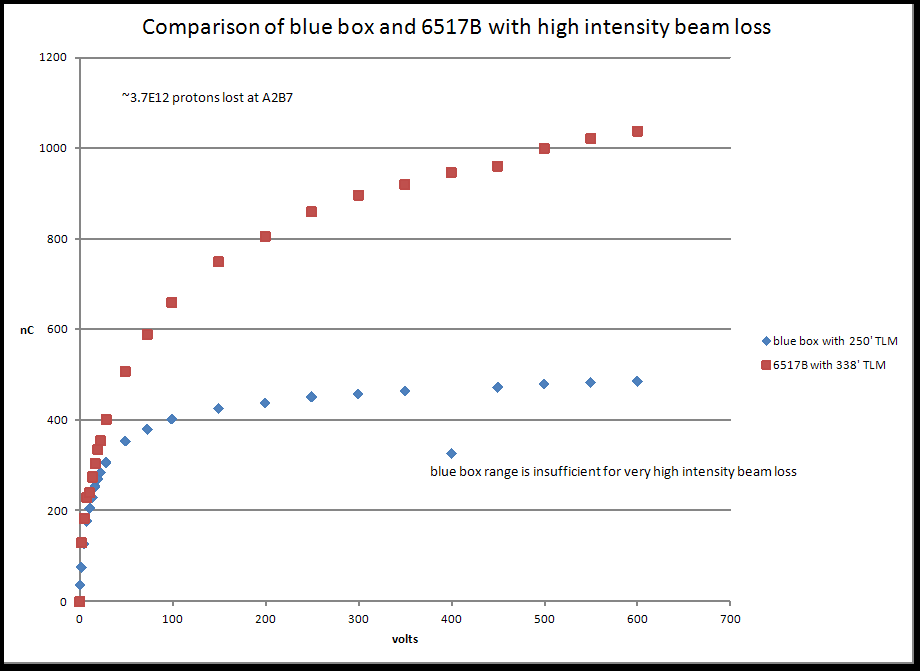 Comparison of blue box and 6517B with high intensity beam loss
1200
~3.7E12 protons lost at A2B7
1000
800
nC
600
blue box with 250' TLM
6517B with 338' TLM
400
blue box range is insufficient for very high intensity beam loss
200
0
0 100 200 300 400 500 600 700
volts